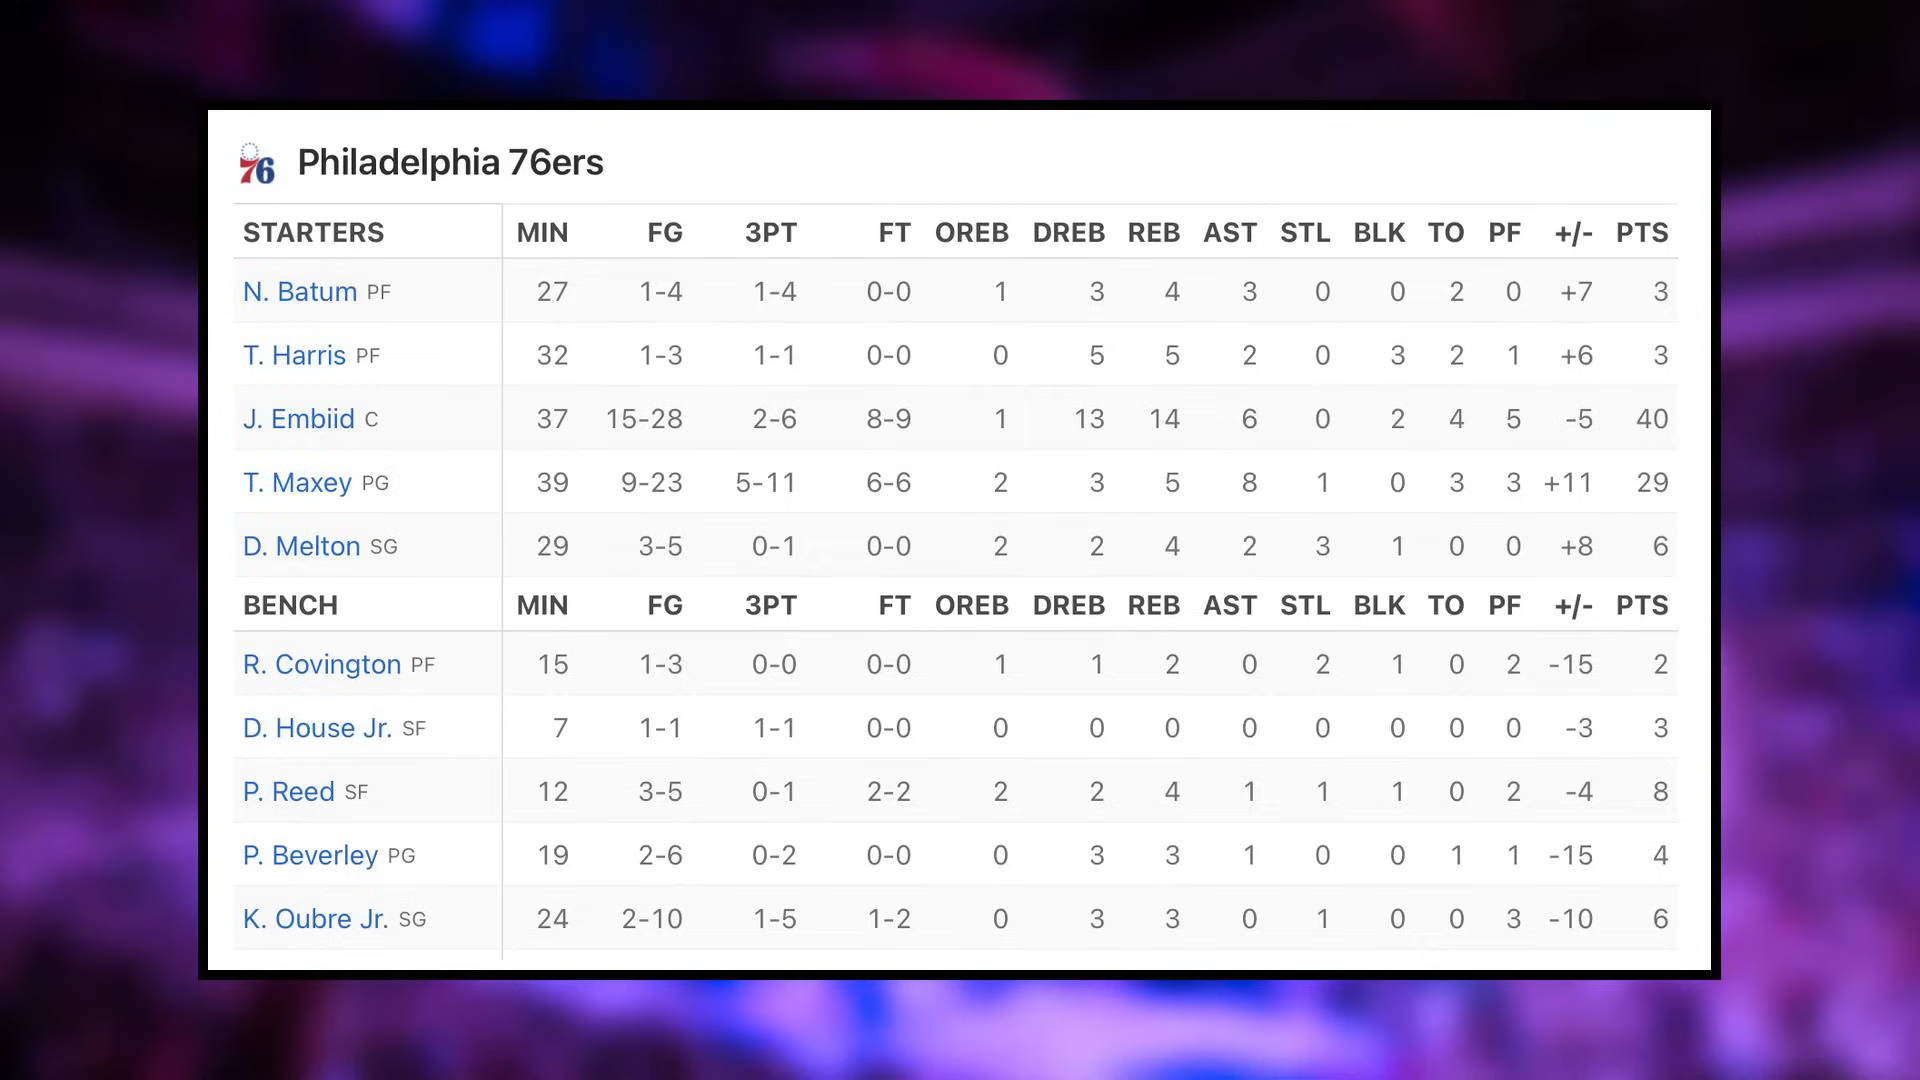 76 Philadelphia 76ers
STARTERS MIN FG 3PT FT OREB DREB REB AST STL BLK TO PF +/- PTS
N. Batum PF 27 1-4 1-4 0-0 1 3 4 3 0 0 2 0 +7 3
T. Harris PF 32 1-3 1-1 0-0 0 5 5 2 0 3 2 1 +6 3
J. Embiid C 37 15-28 2-6 8-9 1 13 14 6 0 2 4 5 -5 40
T. Maxey PG 39 9-23 5-11 6-6 2 3 5 8 1 0 3 3 +11 29
D. Melton SG 29 3-5 0-1 0-0 2 2 4 2 3 1 0 0 +8 6
BENCH MIN FG 3PT FT OREB DREB REB AST STL BLK TO PF +/- PTS
R. Covington PF 15 1-3 0-0 0-0 1 1 2 0 2 1 0 2 -15 2
D. House Jr. SF 7 1-1 1-1 0-0 0 0 0 0 0 0 0 0 -3 3
P. Reed SF 12 3-5 0-1 2-2 2 2 4 1 1 1 0 2 -4 8
P. Beverley PG 19 2-6 0-2 0-0 0 3 3 1 0 0 1 1 -15 4
K. Oubre Jr. SG 24 2-10 1-5 1-2 0 3 3 0 1 0 0 3 -10 6